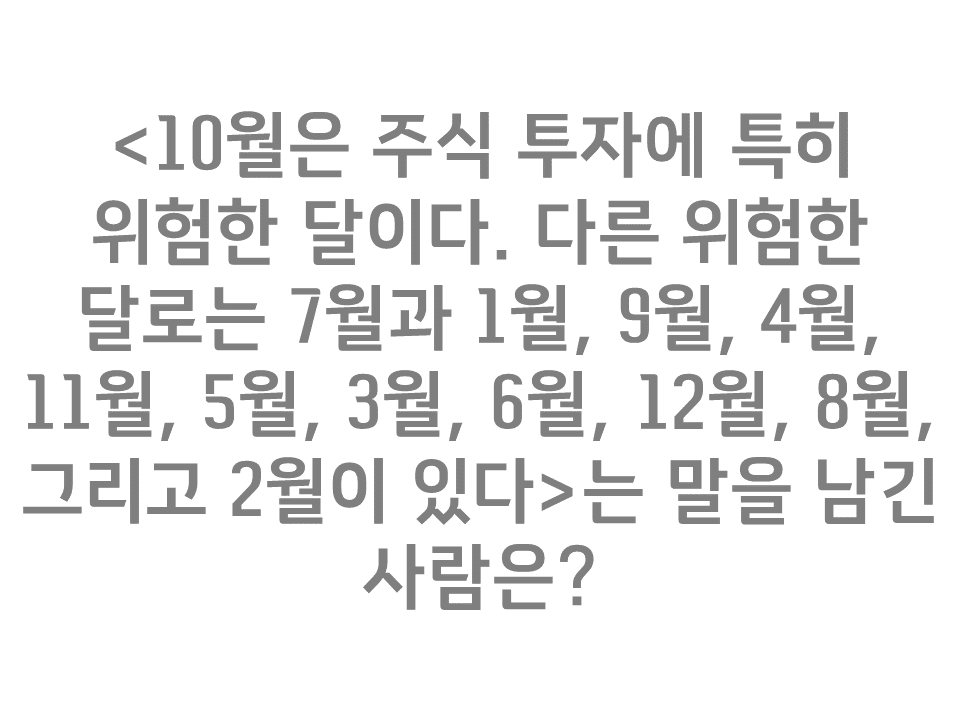 <10월은 주식 투자에 특히
위험한 달이다. 다른 위험한
달로는 7월과 1월, 9월, 4월,
11월, 5월, 3월, 6월, 12월, 8월,
그리고 2월이 있다>는 말을 남긴
사람은?